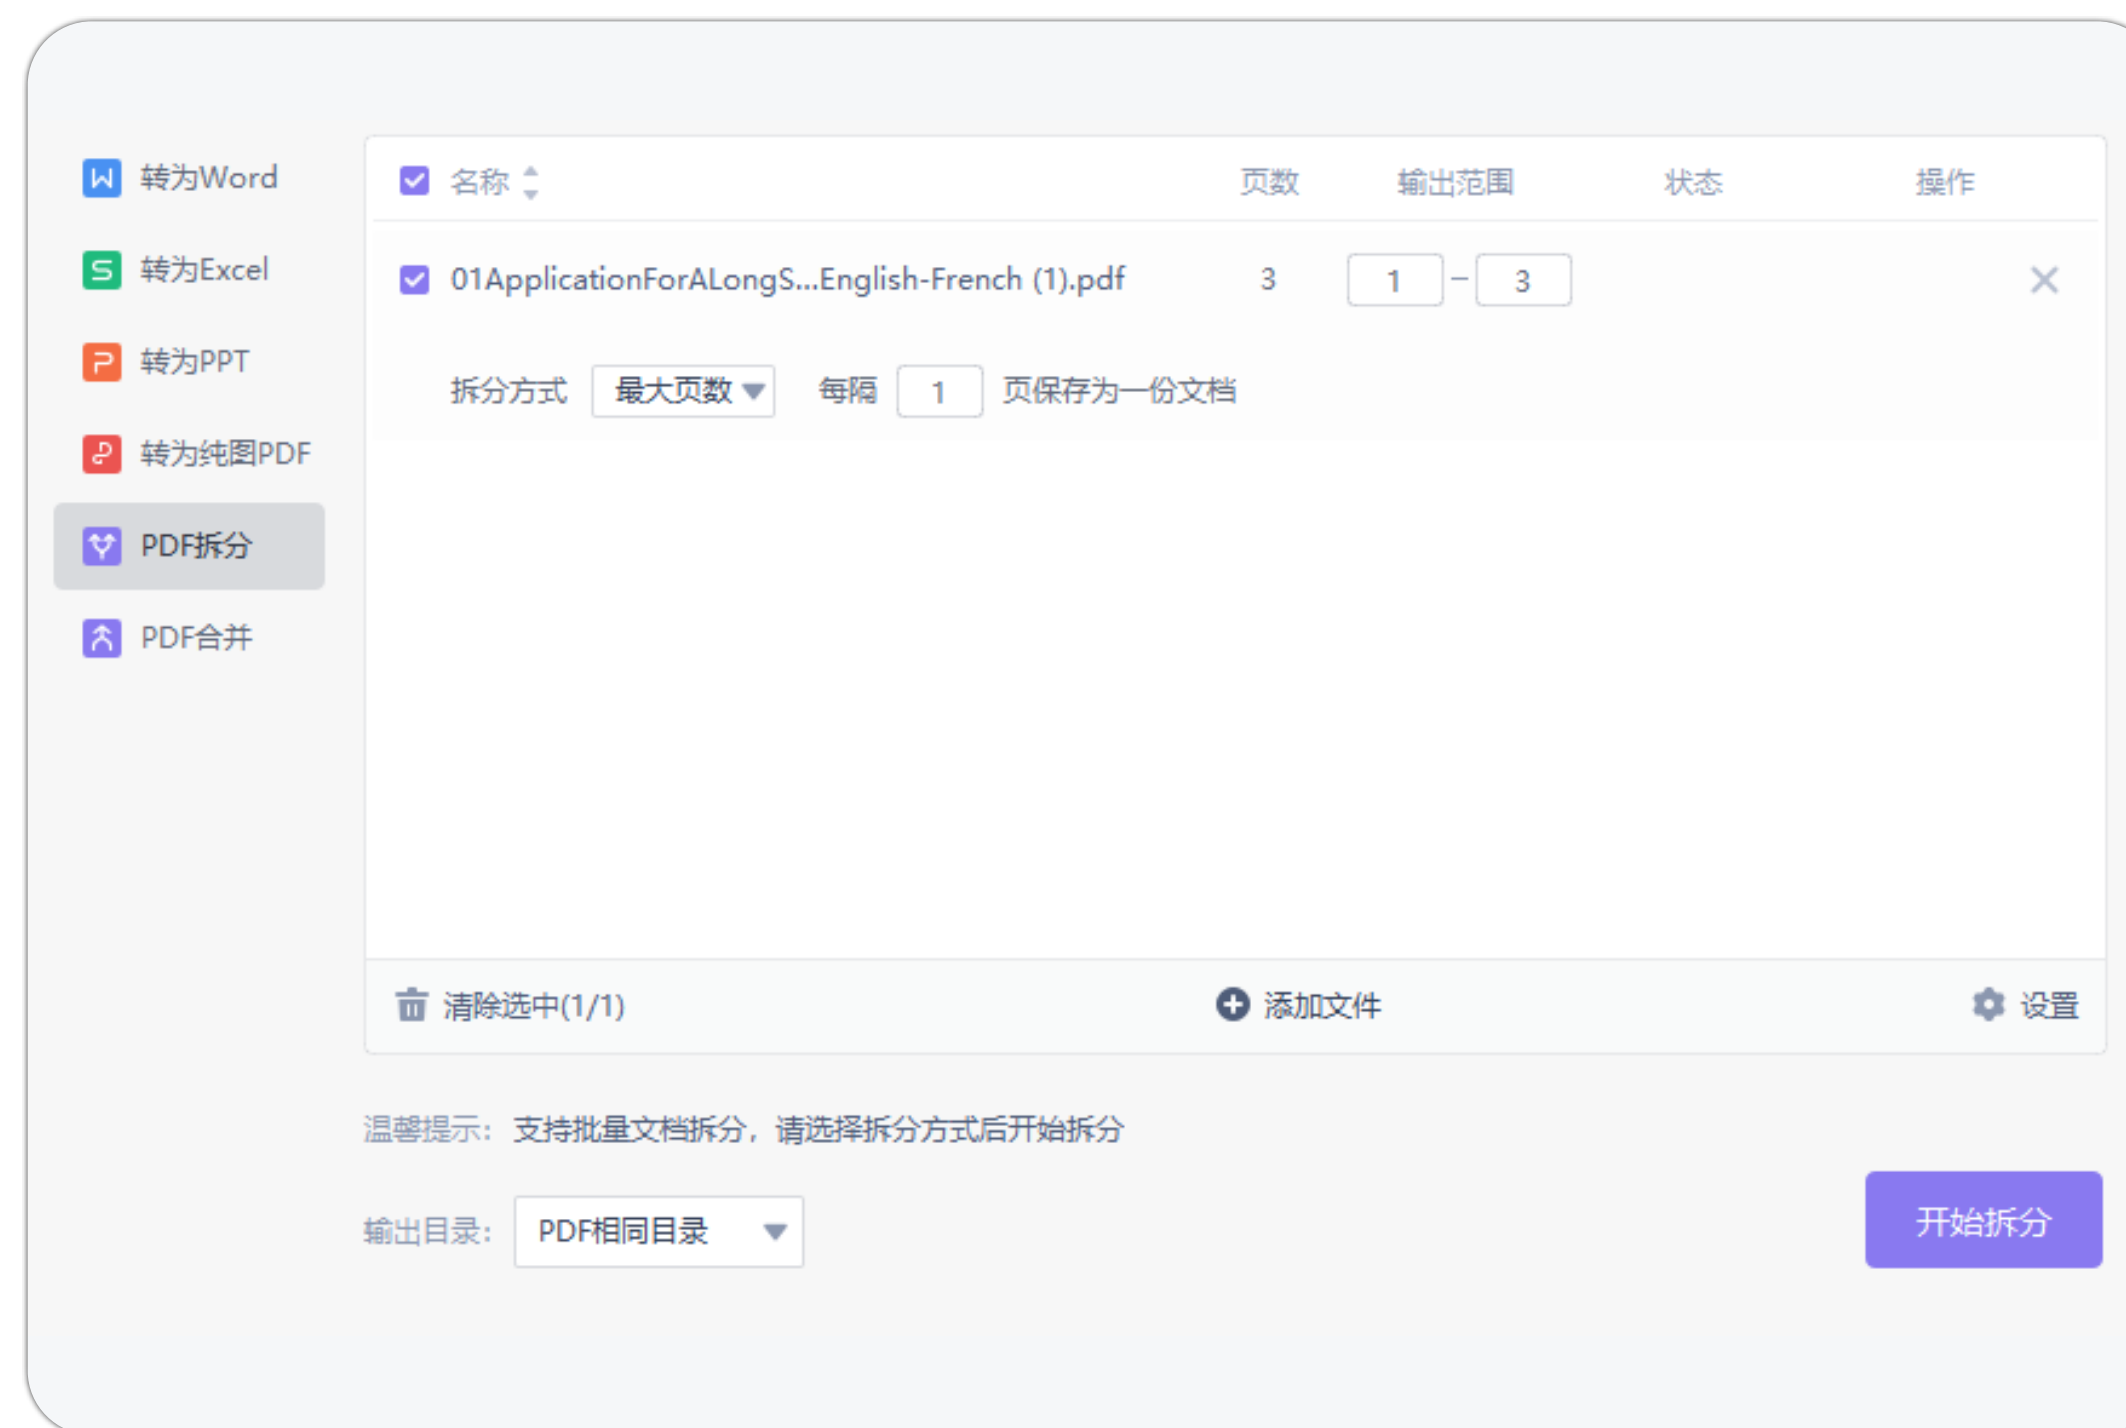 转为Word
转为Excel
转为PPT
转为纯图PDF
PDF拆分
PDF合并
名称 页数 输出范围 状态 操作
01ApplicationForALongS...English-French (1).pdf 3 1 - 3
拆分方式 最大页数 每隔 1 页保存为一份文档
清除选中(1/1) 添加文件 设置
温馨提示：支持批量文档拆分，请选择拆分方式后开始拆分
输出目录：PDF相同目录
开始拆分